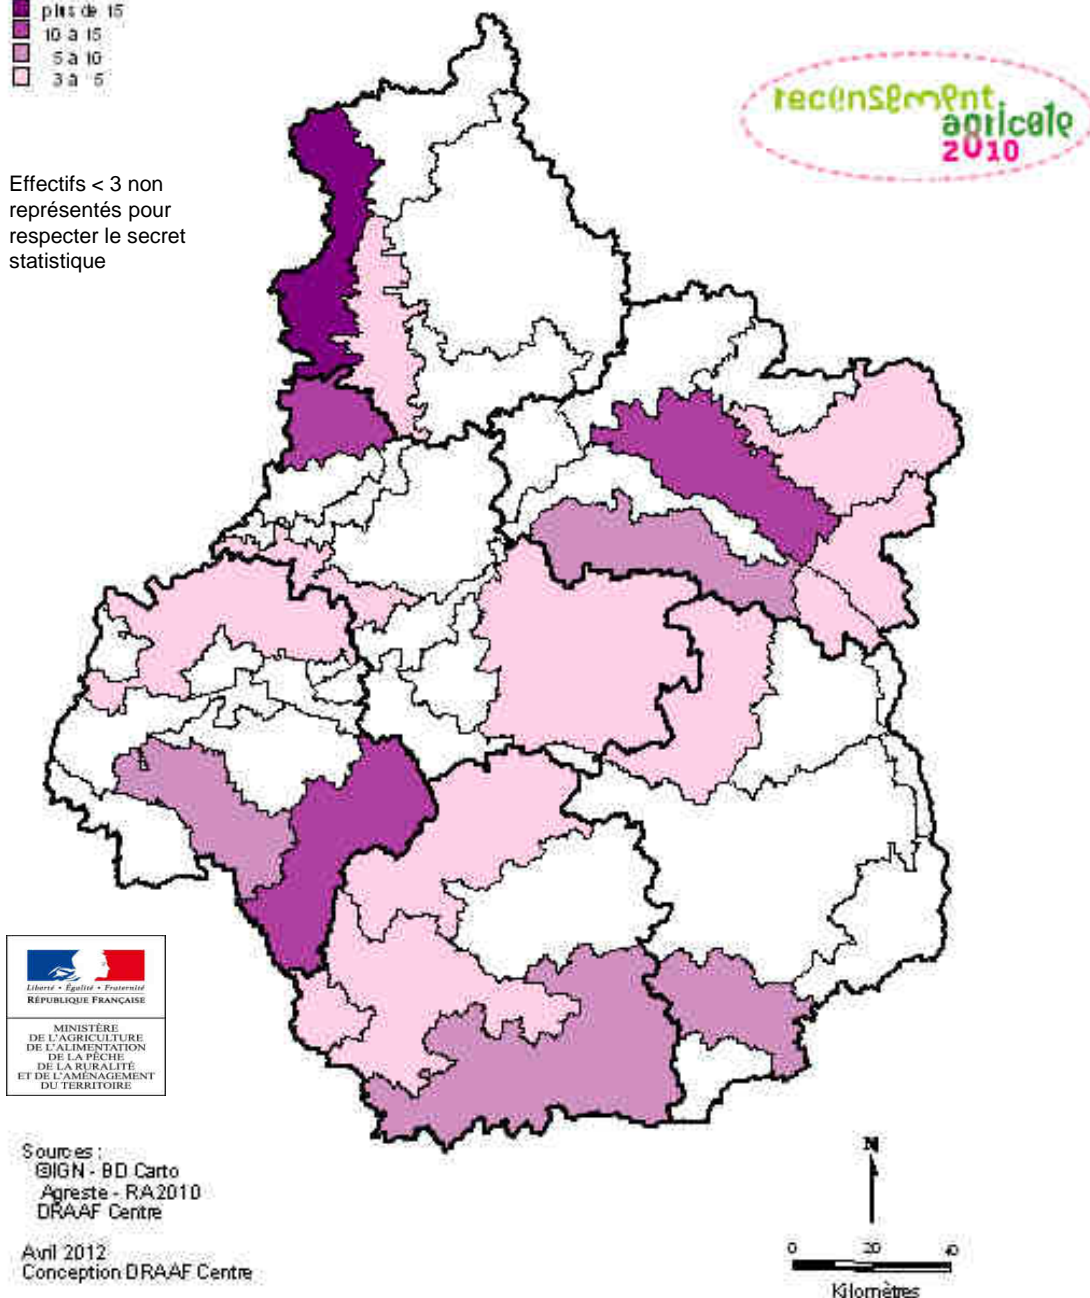 plus de 15
10 à 15
5 à 10
3 à 5
recensement
agricole
2010
Effectifs < 3 non
représentés pour
respecter le secret
statistique
Liberté • Égalité • Fraternité
RÉPUBLIQUE FRANÇAISE
MINISTÈRE
DE L'AGRICULTURE
DE L'ALIMENTATION
DE LA PÊCHE
DE LA RURALITÉ
ET DE L'AMÉNAGEMENT
DU TERRITOIRE
Sources :
©IGN - BD Carto
Agreste - RA2010
DRAAF Centre
Avril 2012
Conception DRAAF Centre
N
0 20 40
Kilomètres